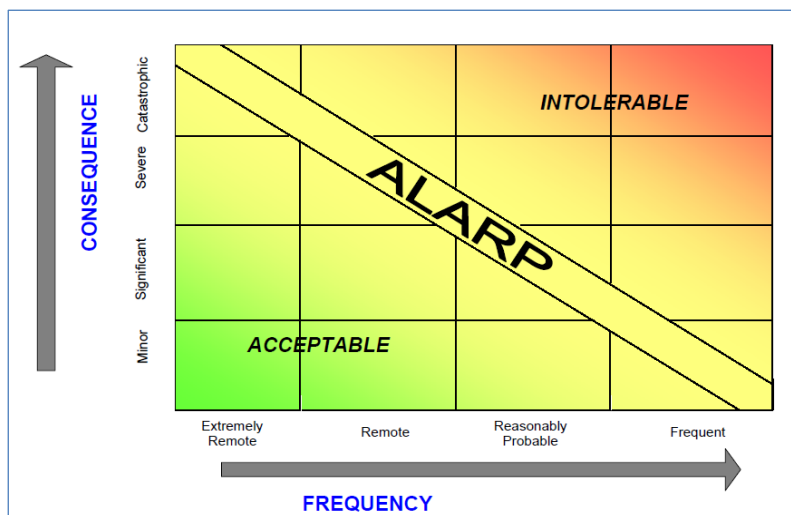 CONSEQUENCE
Catastrophic
Severe
Significant
Minor
INTOLERABLE
ALARP
ACCEPTABLE
Extremely
Remote
Remote
Reasonably
Probable
Frequent
FREQUENCY